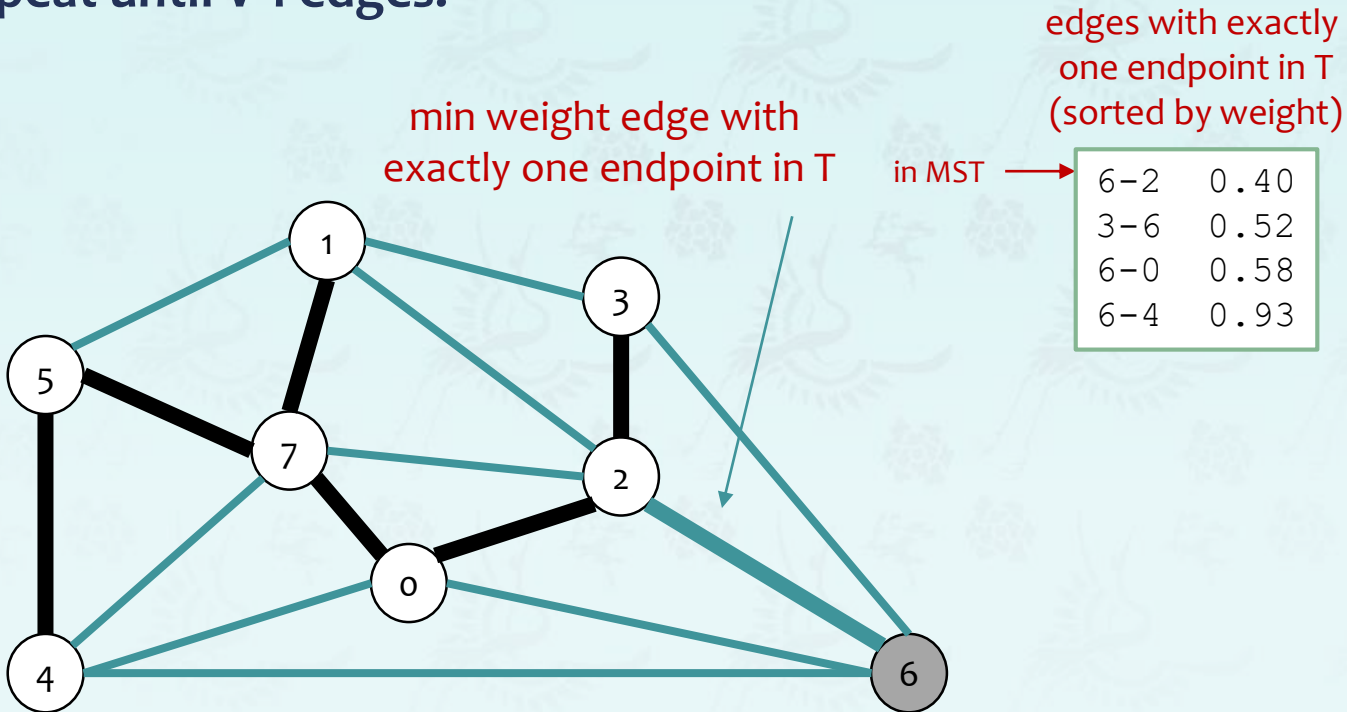 edges with exactly
one endpoint in T
(sorted by weight)
min weight edge with
exactly one endpoint in T
in MST
6-2 0.40
3-6 0.52
6-0 0.58
6-4 0.93
1
3
5
7
2
0
4
6